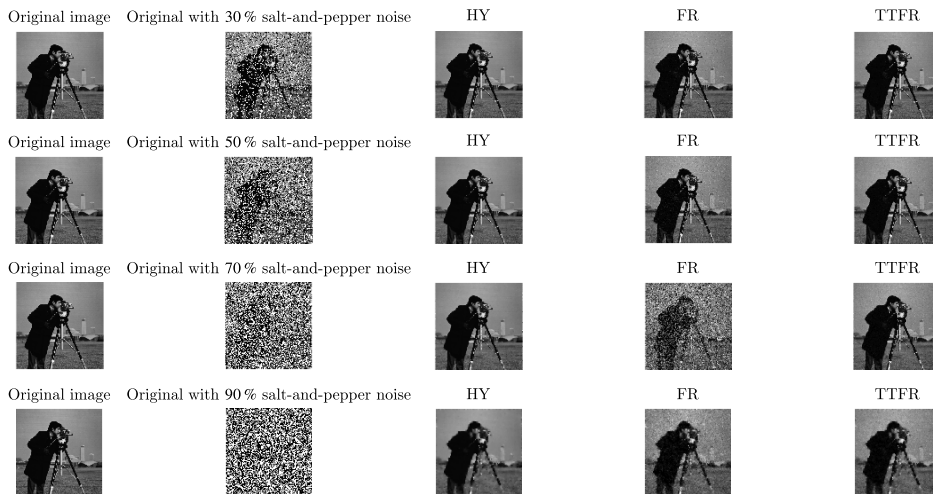 Original image Original with 30 % salt-and-pepper noise HY FR TTFR
Original image Original with 50 % salt-and-pepper noise HY FR TTFR
Original image Original with 70 % salt-and-pepper noise HY FR TTFR
Original image Original with 90 % salt-and-pepper noise HY FR TTFR